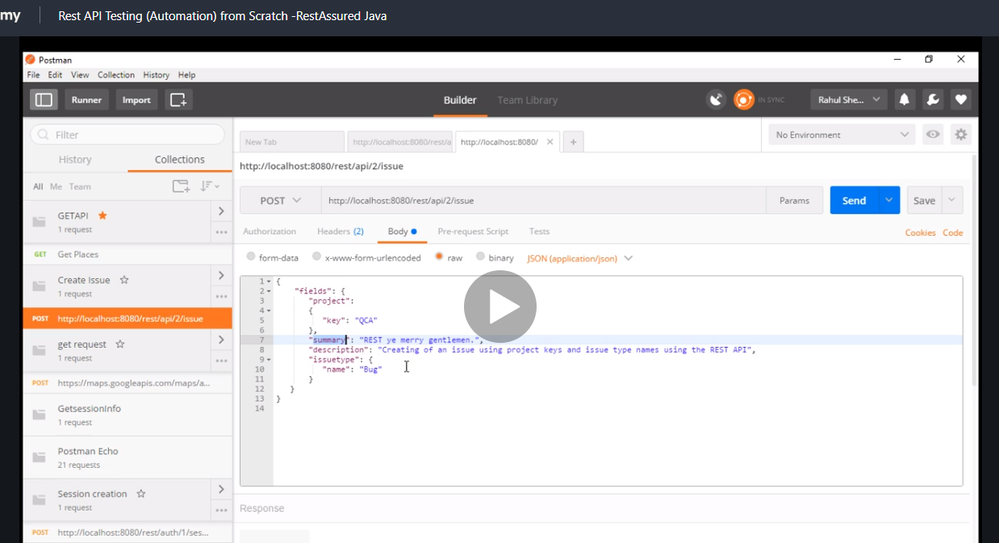 my Rest API Testing (Automation) from Scratch -RestAssured Java
Postman
File Edit View Collection History Help
Runner Import Builder Team Library IN SYNC Rahul She...
Filter
History Collections
All Me Team
GETAPI
1 request
GET Get Places
Create Issue
1 request
POST http://localhost:8080/rest/api/2/issue
get request
1 request
POST https://maps.googleapis.com/maps/a...
GetsessionInfo
1 request
Postman Echo
21 requests
Session creation
1 request
POST http://localhost:8080/rest/auth/1/ses...
New Tab http://localhost:8080/rest/a http://localhost:8080/ No Environment
http://localhost:8080/rest/api/2/issue
POST http://localhost:8080/rest/api/2/issue Params Send Save
Authorization Headers (2) Body Pre-request Script Tests Cookies Code
form-data x-www-form-urlencoded raw binary JSON (application/json)
1 {
2 "fields": {
3 "project":
4 {
5 "key": "QCA"
6 },
7 "summary": "REST ye merry gentlemen.",
8 "description": "Creating of an issue using project keys and issue type names using the REST API",
9 "issuetype": {
10 "name": "Bug"
11 }
12 }
13 }
14
Response